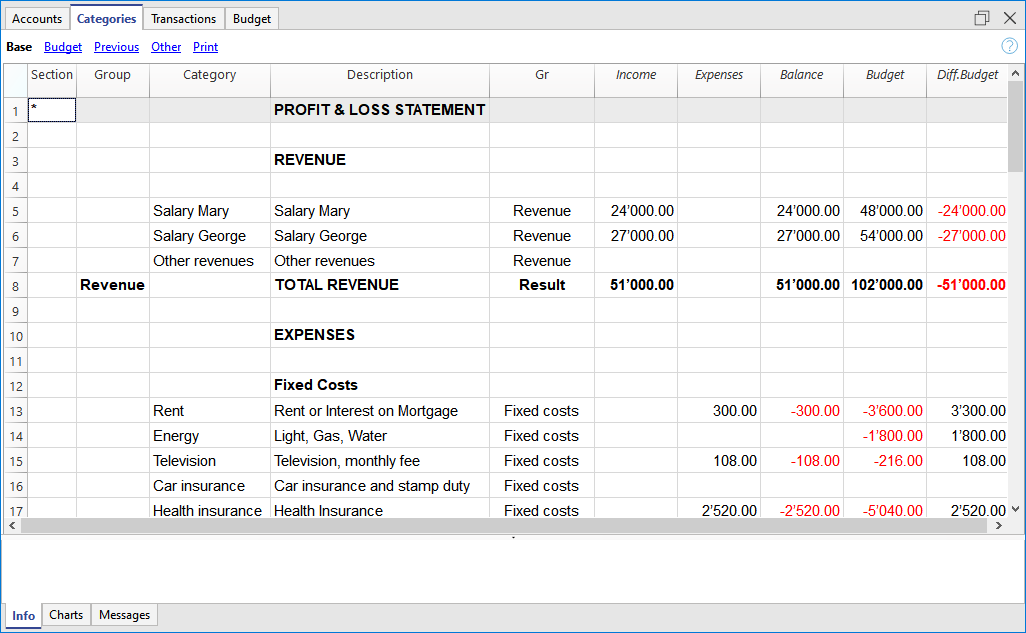 Accounts Categories Transactions Budget
Base Budget Previous Other Print ?
Section Group Category Description Gr Income Expenses Balance Budget Diff.Budget
1 * PROFIT & LOSS STATEMENT
2
3 REVENUE
4
5 Salary Mary Salary Mary Revenue 24’000.00 24’000.00 48’000.00 -24’000.00
6 Salary George Salary George Revenue 27’000.00 27’000.00 54’000.00 -27’000.00
7 Other revenues Other revenues Revenue
8 Revenue TOTAL REVENUE Result 51’000.00 51’000.00 102’000.00 -51’000.00
9
10 EXPENSES
11
12 Fixed Costs
13 Rent Rent or Interest on Mortgage Fixed costs 300.00 -300.00 -3’600.00 3’300.00
14 Energy Light, Gas, Water Fixed costs -1’800.00 1’800.00
15 Television Television, monthly fee Fixed costs 108.00 -108.00 -216.00 108.00
16 Car insurance Car insurance and stamp duty Fixed costs
17 Health insurance Health Insurance Fixed costs 2’520.00 -2’520.00 -5’040.00 2’520.00
Info Charts Messages